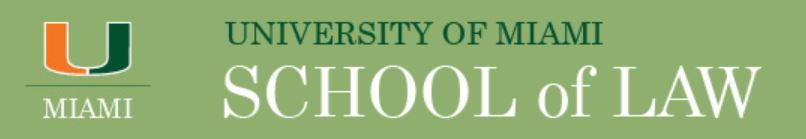 U
MIAMI
UNIVERSITY OF MIAMI
SCHOOL of LAW